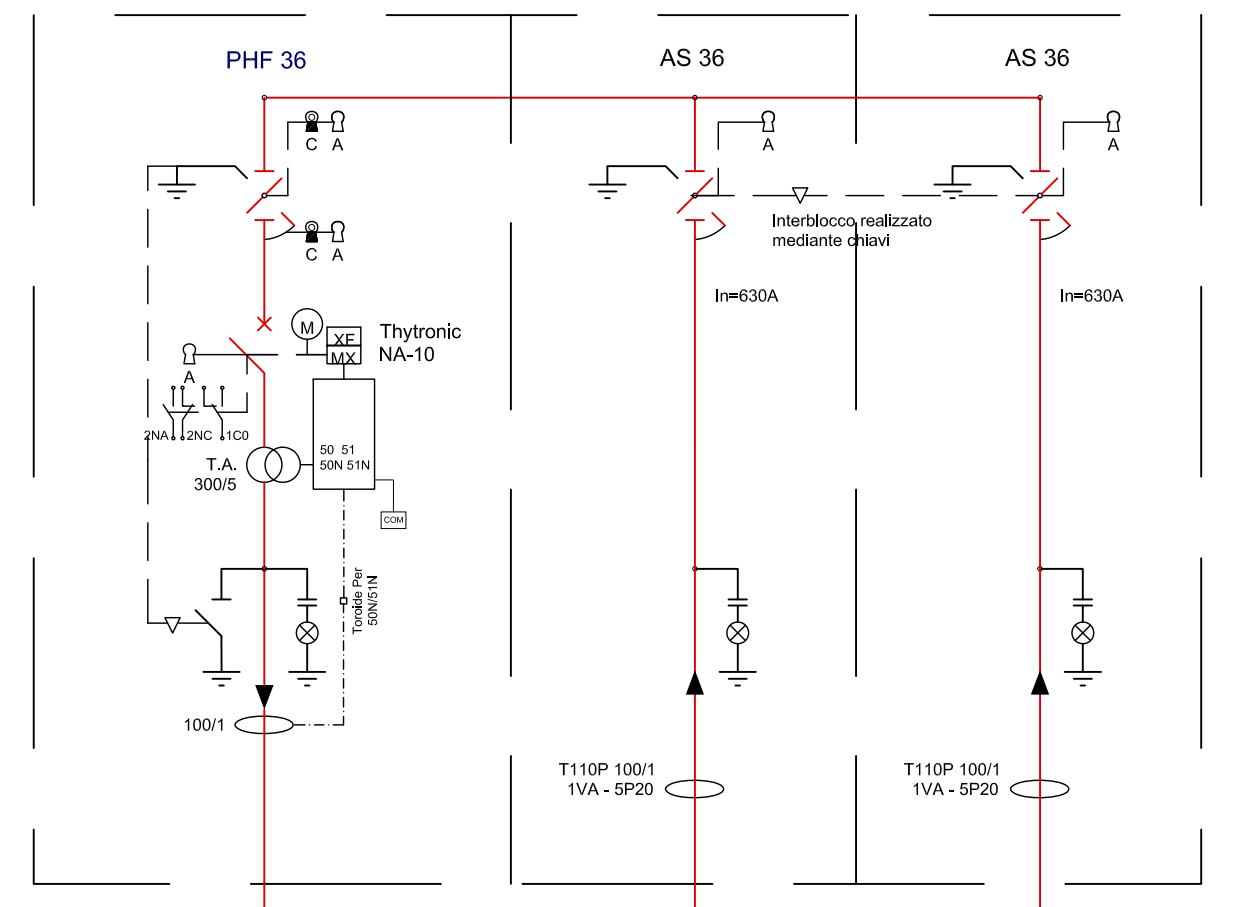 PHF 36
AS 36
AS 36
C A
A
A
C A
Interblocco realizzato
mediante chiavi
In=630A
In=630A
M
XF
MX
Thytronic
NA-10
A
2NA
2NC
1C0
50 51
50N 51N
T.A.
300/5
COM
Toroide Per
50N/51N
100/1
T110P 100/1
1VA - 5P20
T110P 100/1
1VA - 5P20